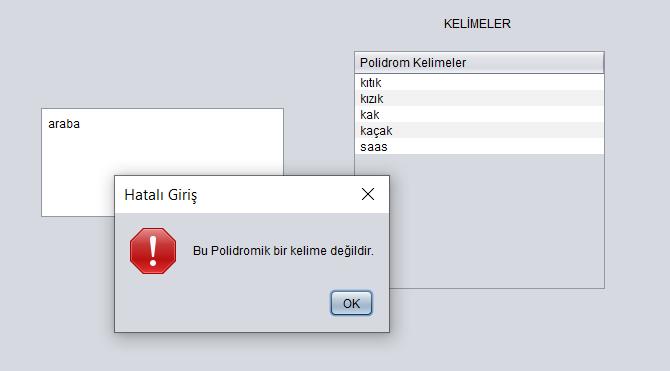 KELİMELER
Polidrom Kelimeler
kıtık
kızık
kak
kaçak
saas
araba
Hatalı Giriş
Bu Polidromik bir kelime değildir.
OK